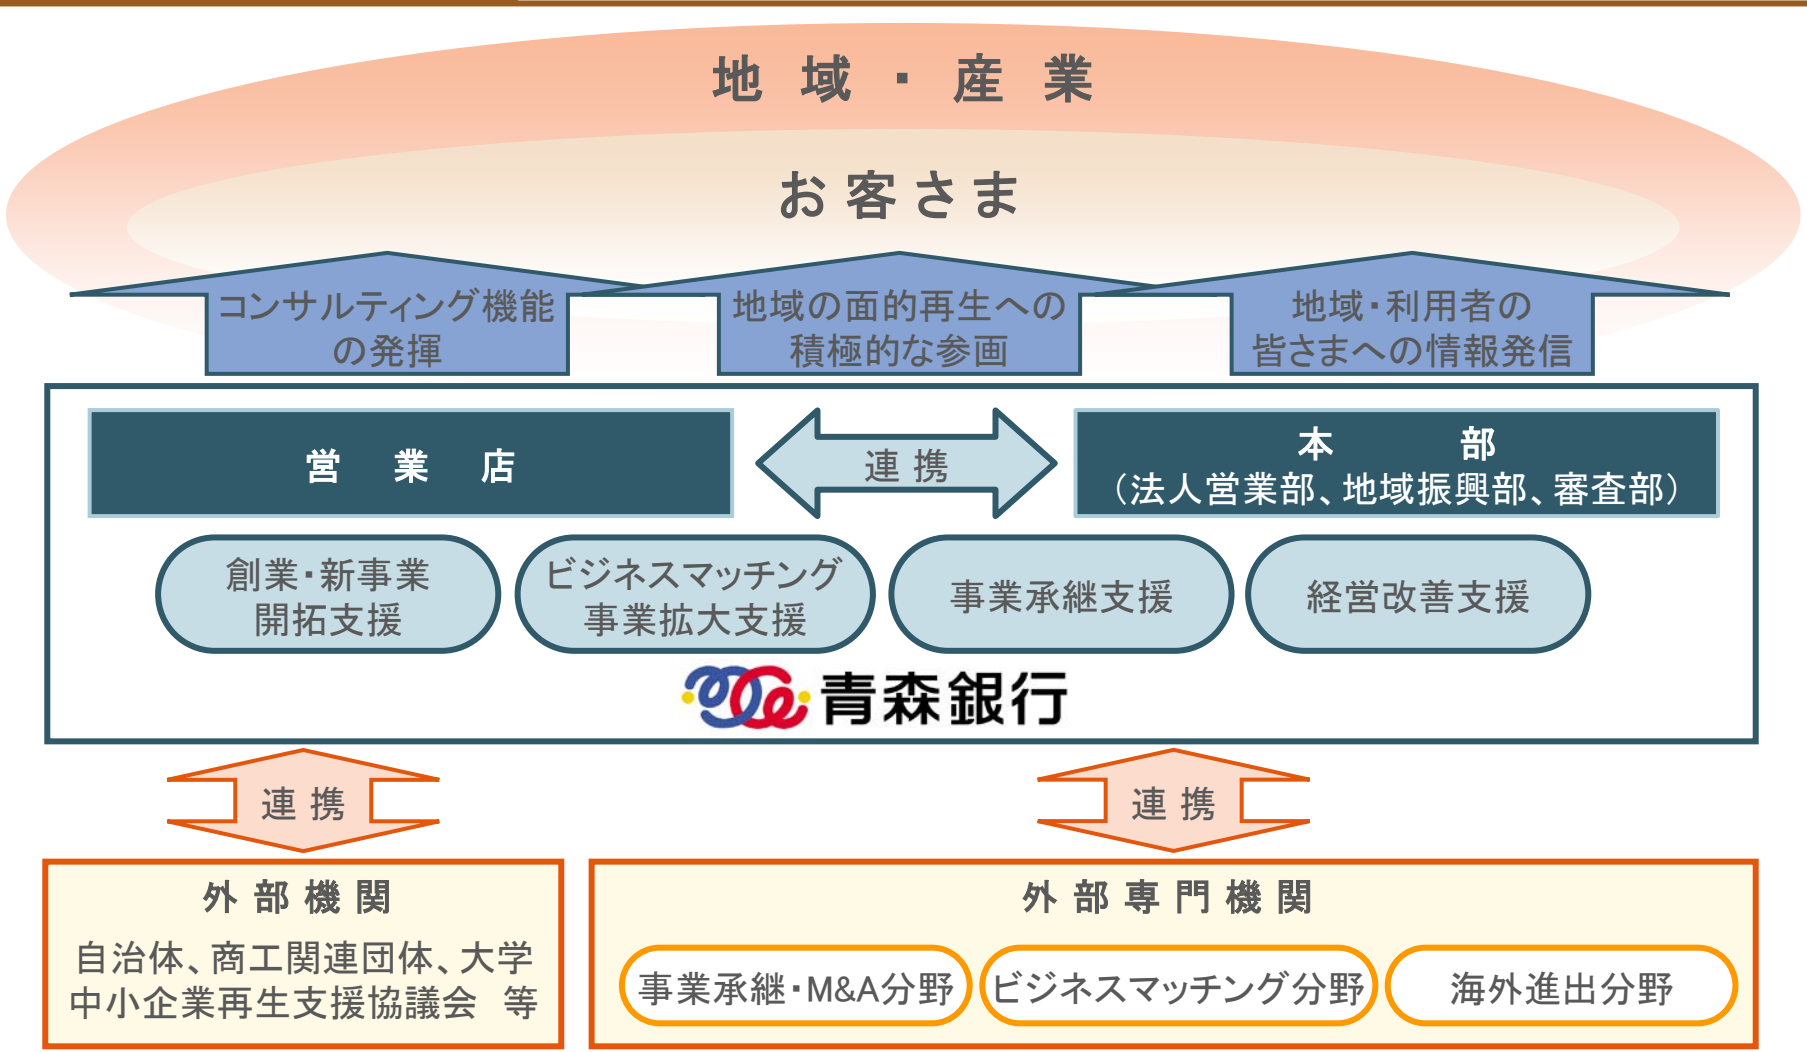 地域・産業
お客さま
コンサルティング機能
の発揮
地域の面的再生への
積極的な参画
地域・利用者の
皆さまへの情報発信
営業店
連携
本部
（法人営業部、地域振興部、審査部）
創業・新事業
開拓支援
ビジネスマッチング
事業拡大支援
事業承継支援
経営改善支援
青森銀行
連携
連携
外部機関
自治体、商工関連団体、大学
中小企業再生支援協議会　等
外部専門機関
事業承継・M&A分野
ビジネスマッチング分野
海外進出分野